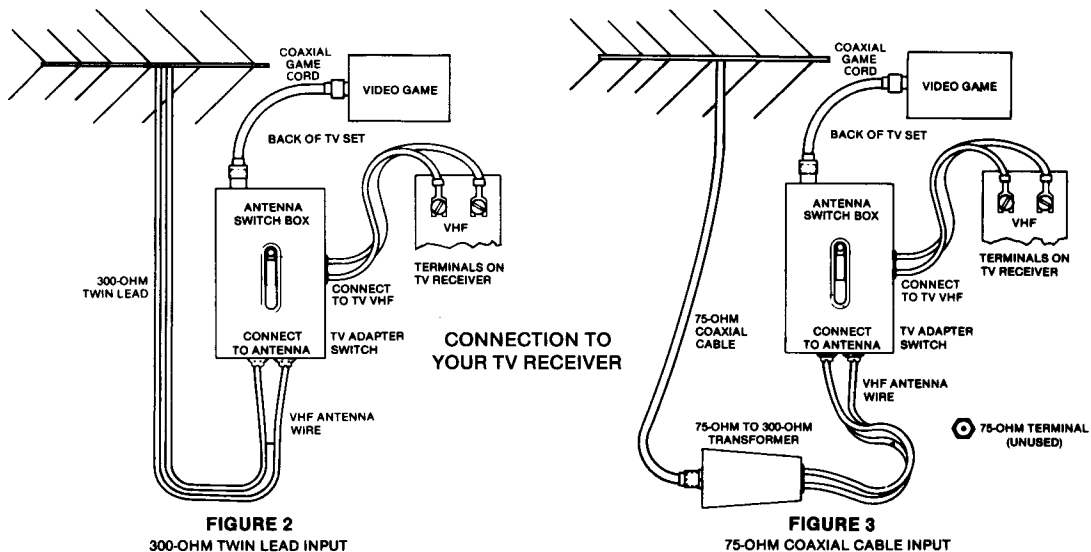 COAXIAL
GAME
CORD
VIDEO GAME
BACK OF TV SET
ANTENNA
SWITCH BOX
VHF
TERMINALS ON
TV RECEIVER
300-OHM
TWIN LEAD
CONNECT
TO TV VHF
CONNECT
TO ANTENNA
TV ADAPTER
SWITCH
VHF ANTENNA
WIRE
FIGURE 2
300-OHM TWIN LEAD INPUT
CONNECTION TO
YOUR TV RECEIVER
COAXIAL
GAME
CORD
VIDEO GAME
BACK OF TV SET
ANTENNA
SWITCH BOX
VHF
TERMINALS ON
TV RECEIVER
CONNECT
TO TV VHF
75-OHM
COAXIAL
CABLE
CONNECT
TO ANTENNA
TV ADAPTER
SWITCH
VHF ANTENNA
WIRE
75-OHM TO 300-OHM
TRANSFORMER
75-OHM TERMINAL
(UNUSED)
FIGURE 3
75-OHM COAXIAL CABLE INPUT